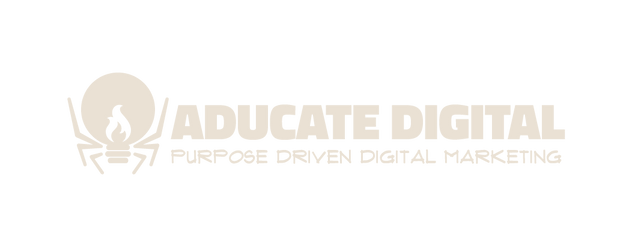 ADUCATE DIGITAL
PURPOSE DRIVEN DIGITAL MARKETING